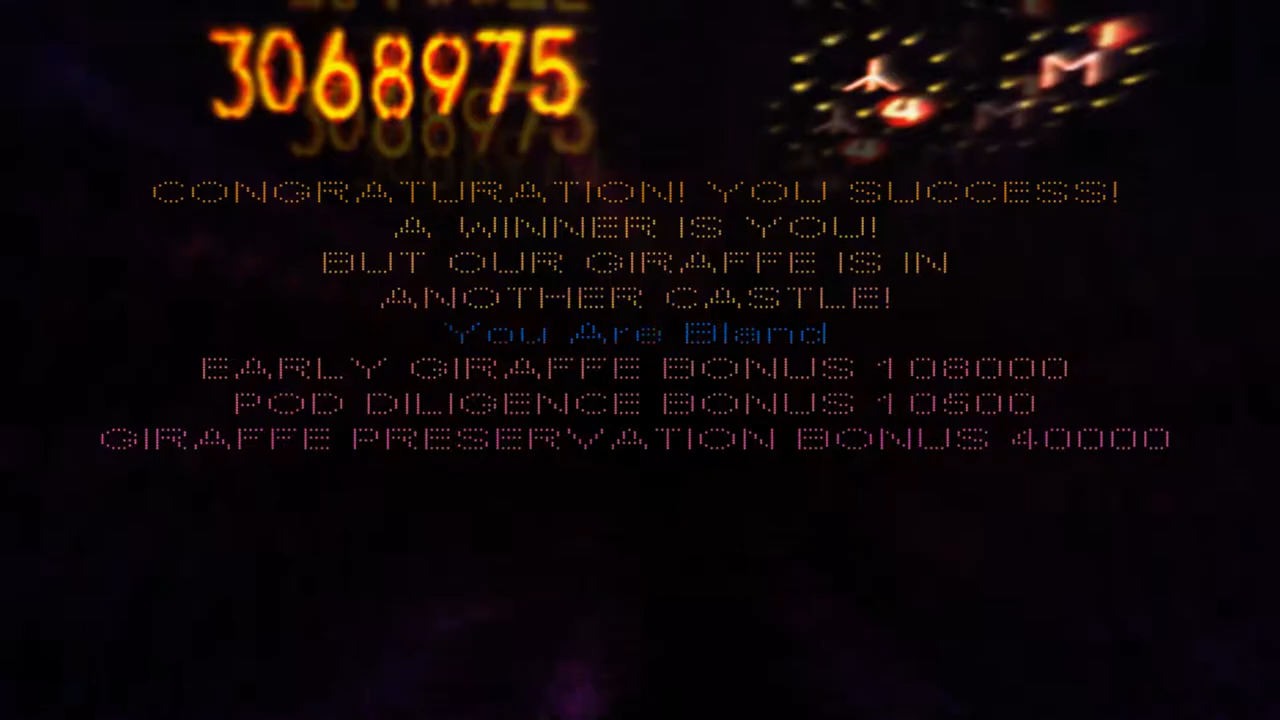 3068975
4
M
CONGRATURATION! YOU SUCCESS!
A WINNER IS YOU!
BUT OUR GIRAFFE IS IN
ANOTHER CASTLE!
You Are Bland
EARLY GIRAFFE BONUS 108000
POD DILIGENCE BONUS 10500
GIRAFFE PRESERVATION BONUS 40000